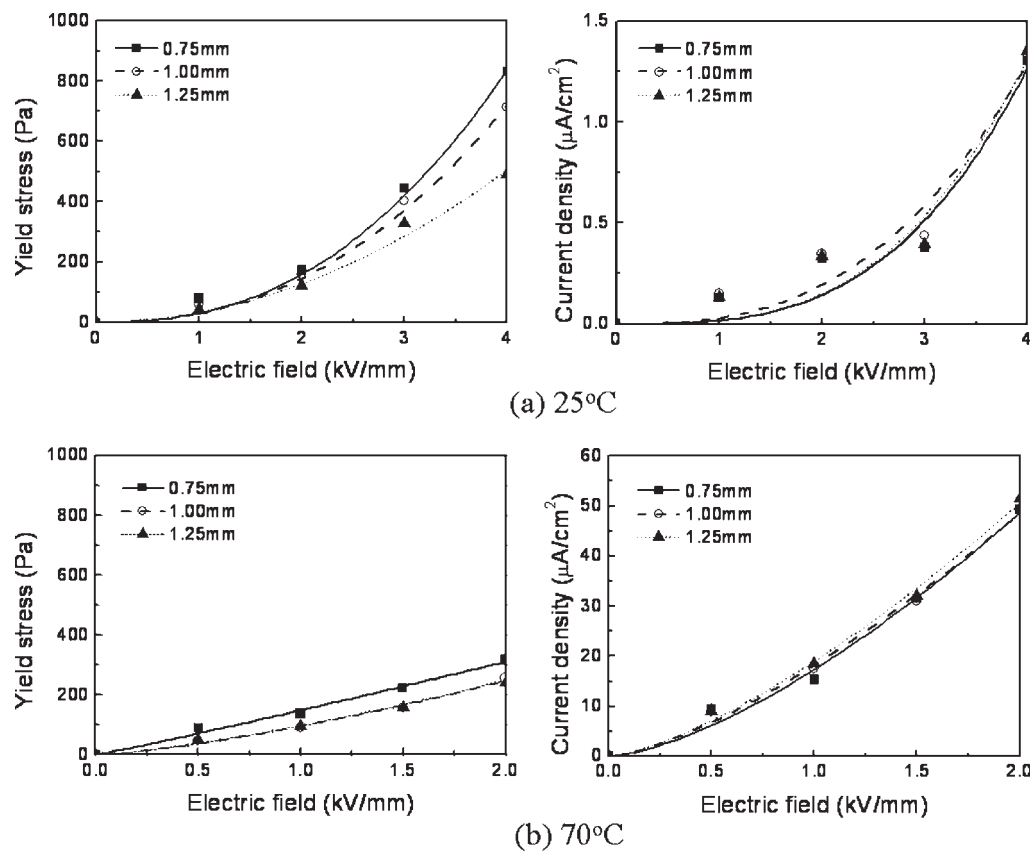 1000
800
600
400
200
0
0 1 2 3 4
Yield stress (Pa)
Electric field (kV/mm)
0.75mm
1.00mm
1.25mm
1.5
1.0
0.5
0.0
0 1 2 3 4
Current density (μA/cm²)
Electric field (kV/mm)
0.75mm
1.00mm
1.25mm
(a) 25°C
1000
800
600
400
200
0
0.0 0.5 1.0 1.5 2.0
Yield stress (Pa)
Electric field (kV/mm)
0.75mm
1.00mm
1.25mm
60
50
40
30
20
10
0
0.0 0.5 1.0 1.5 2.0
Current density (μA/cm²)
Electric field (kV/mm)
0.75mm
1.00mm
1.25mm
(b) 70°C